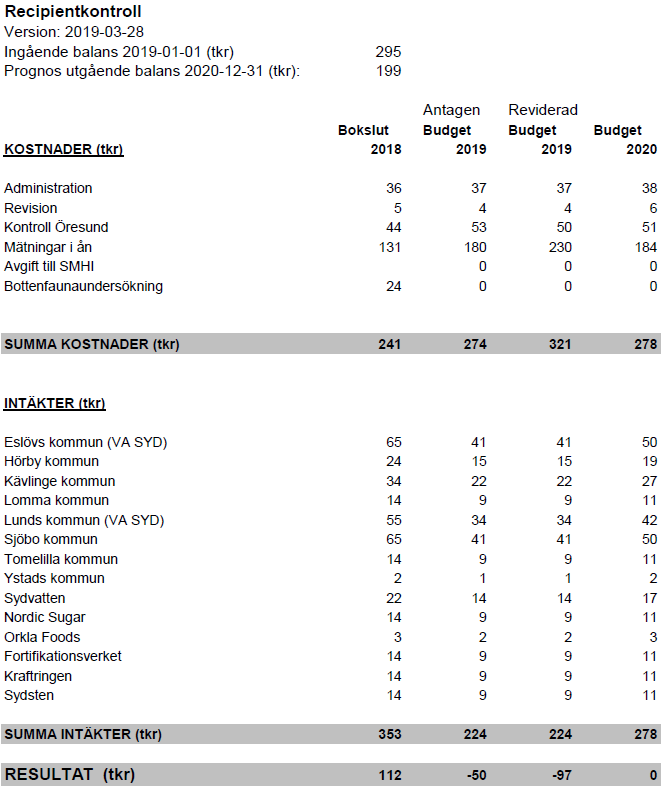 Recipientkontroll
Version: 2019-03-28
Ingående balans 2019-01-01 (tkr) 295
Prognos utgående balans 2020-12-31 (tkr): 199
Antagen Reviderad
Bokslut Budget Budget Budget
KOSTNADER (tkr) 2018 2019 2019 2020
Administration 36 37 37 38
Revision 5 4 4 6
Kontroll Öresund 44 53 50 51
Mätningar i ån 131 180 230 184
Avgift till SMHI 0 0 0
Bottenfaunaundersökning 24 0 0 0
SUMMA KOSTNADER (tkr) 241 274 321 278
INTÄKTER (tkr)
Eslövs kommun (VA SYD) 65 41 41 50
Hörby kommun 24 15 15 19
Kävlinge kommun 34 22 22 27
Lomma kommun 14 9 9 11
Lunds kommun (VA SYD) 55 34 34 42
Sjöbo kommun 65 41 41 50
Tomelilla kommun 14 9 9 11
Ystads kommun 2 1 1 2
Sydvatten 22 14 14 17
Nordic Sugar 14 9 9 11
Orkla Foods 3 2 2 3
Fortifikationsverket 14 9 9 11
Kraftringen 14 9 9 11
Sydsten 14 9 9 11
SUMMA INTÄKTER (tkr) 353 224 224 278
RESULTAT (tkr) 112 -50 -97 0